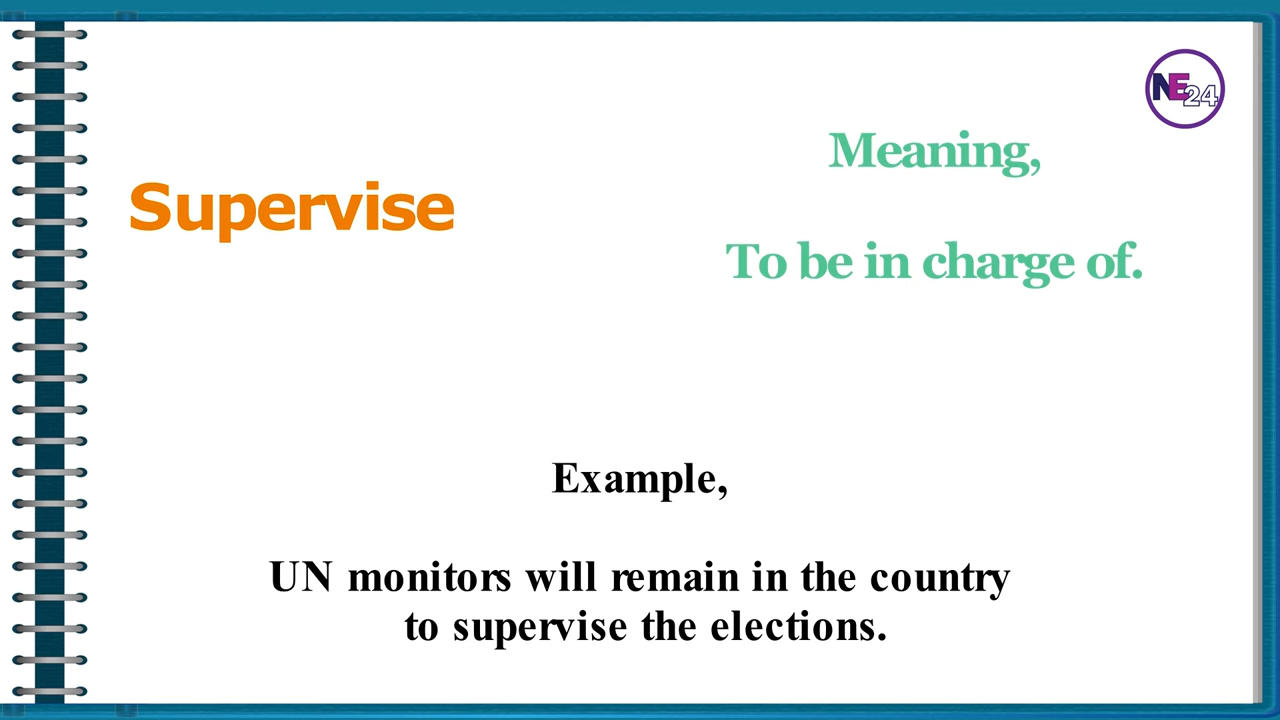 NE24
Supervise
Meaning,
To be in charge of.
Example,
UN monitors will remain in the country
to supervise the elections.